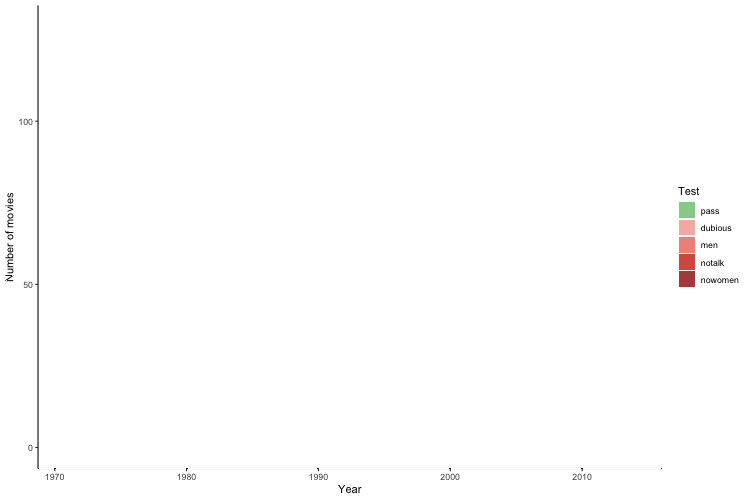 Number of movies
100
50
0
1970 1980 1990 2000 2010
Year
Test
pass
dubious
men
notalk
nowomen